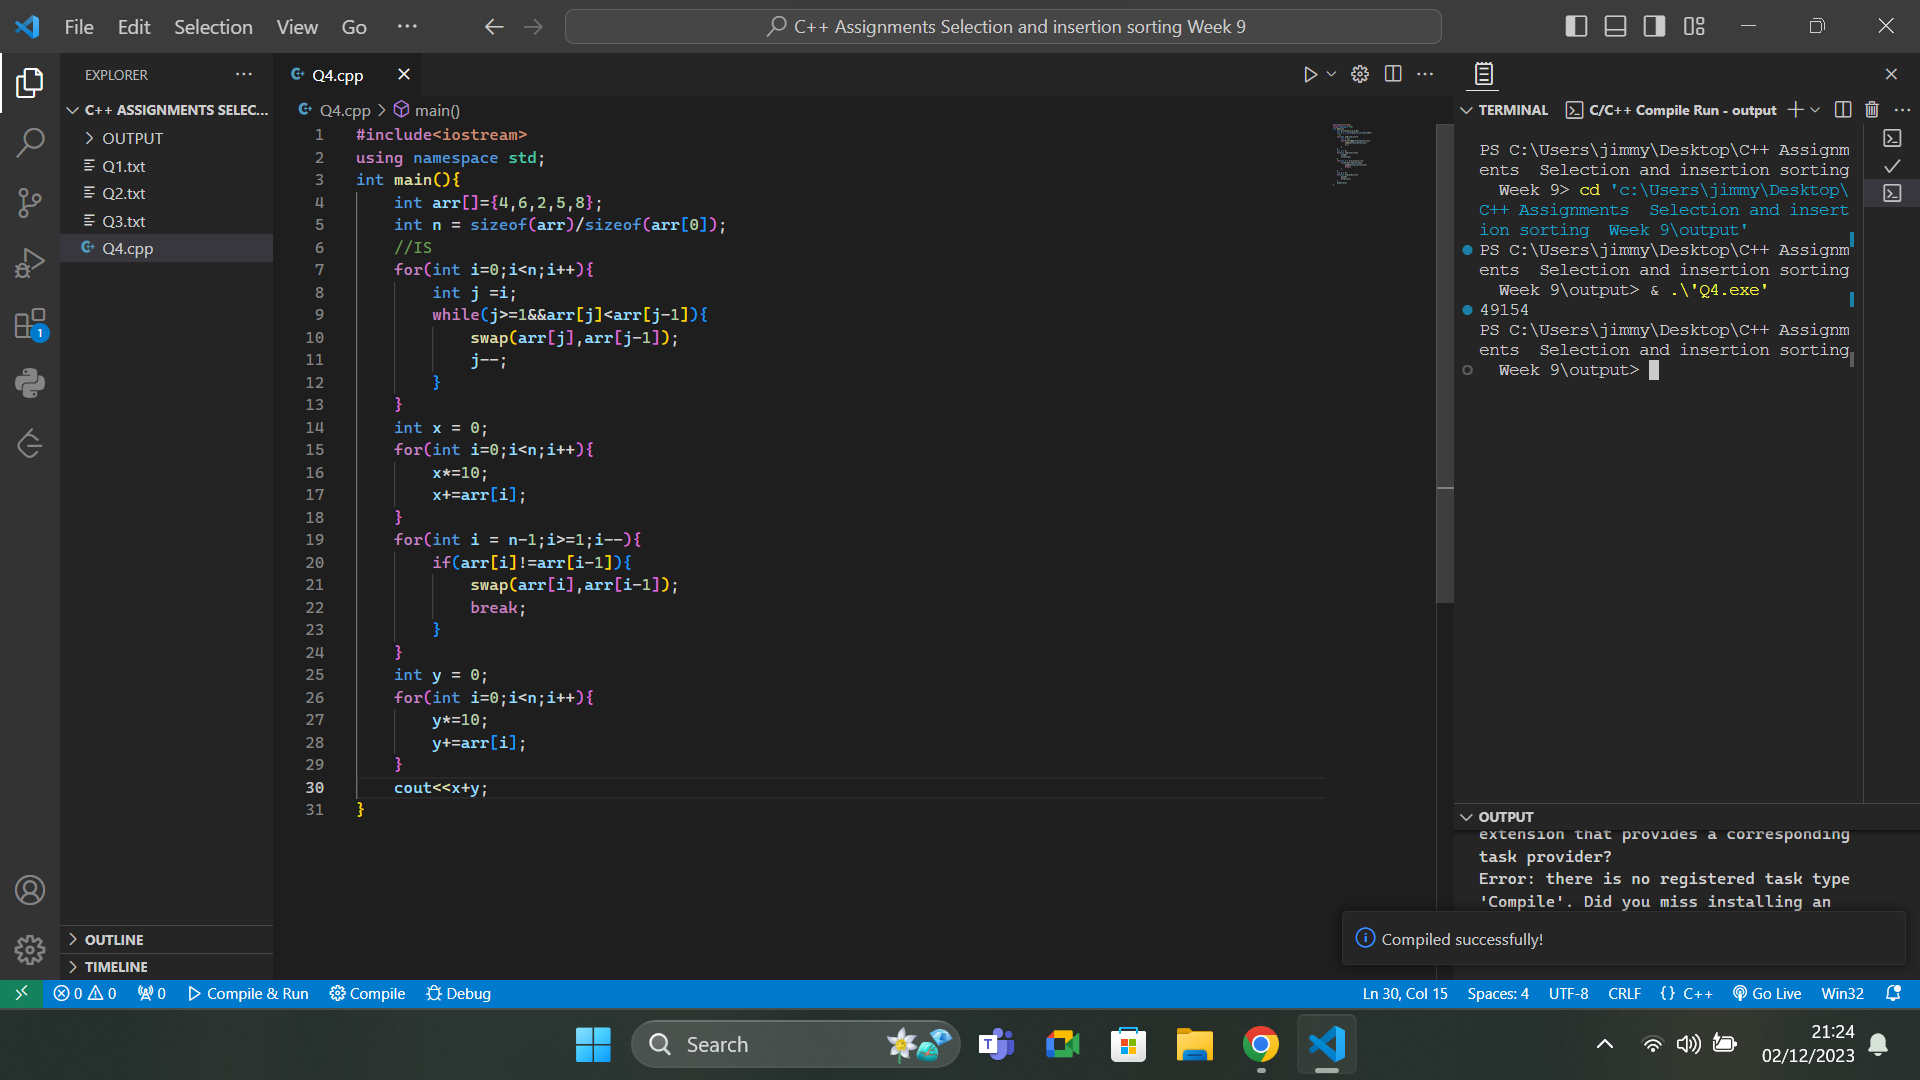 File Edit Selection View Go ··· C++ Assignments Selection and insertion sorting Week 9
EXPLORER ···
C++ ASSIGNMENTS SELEC...
OUTPUT
Q1.txt
Q2.txt
Q3.txt
Q4.cpp
1
OUTLINE
TIMELINE
Q4.cpp
Q4.cpp > main()
1 #include<iostream>
2 using namespace std;
3 int main(){
4 int arr[]={4,6,2,5,8};
5 int n = sizeof(arr)/sizeof(arr[0]);
6 //IS
7 for(int i=0;i<n;i++){
8 int j =i;
9 while(j>=1&&arr[j]<arr[j-1]){
10 swap(arr[j],arr[j-1]);
11 j--;
12 }
13 }
14 int x = 0;
15 for(int i=0;i<n;i++){
16 x*=10;
17 x+=arr[i];
18 }
19 for(int i = n-1;i>=1;i--){
20 if(arr[i]!=arr[i-1]){
21 swap(arr[i],arr[i-1]);
22 break;
23 }
24 }
25 int y = 0;
26 for(int i=0;i<n;i++){
27 y*=10;
28 y+=arr[i];
29 }
30 cout<<x+y;
31 }
TERMINAL C/C++ Compile Run - output
PS C:\Users\jimmy\Desktop\C++ Assignm
ents  Selection and insertion sorting
Week 9> cd 'c:\Users\jimmy\Desktop\
C++ Assignments  Selection and insert
ion sorting  Week 9\output'
PS C:\Users\jimmy\Desktop\C++ Assignm
ents  Selection and insertion sorting
Week 9\output> & .\'Q4.exe'
49154
PS C:\Users\jimmy\Desktop\C++ Assignm
ents  Selection and insertion sorting
Week 9\output>
OUTPUT
extension that provides a corresponding
task provider?
Error: there is no registered task type
'Compile'. Did you miss installing an
Compiled successfully!
0 0 0 Compile & Run Compile Debug Ln 30, Col 15 Spaces: 4 UTF-8 CRLF {} C++ Go Live Win32
Search
21:24
02/12/2023